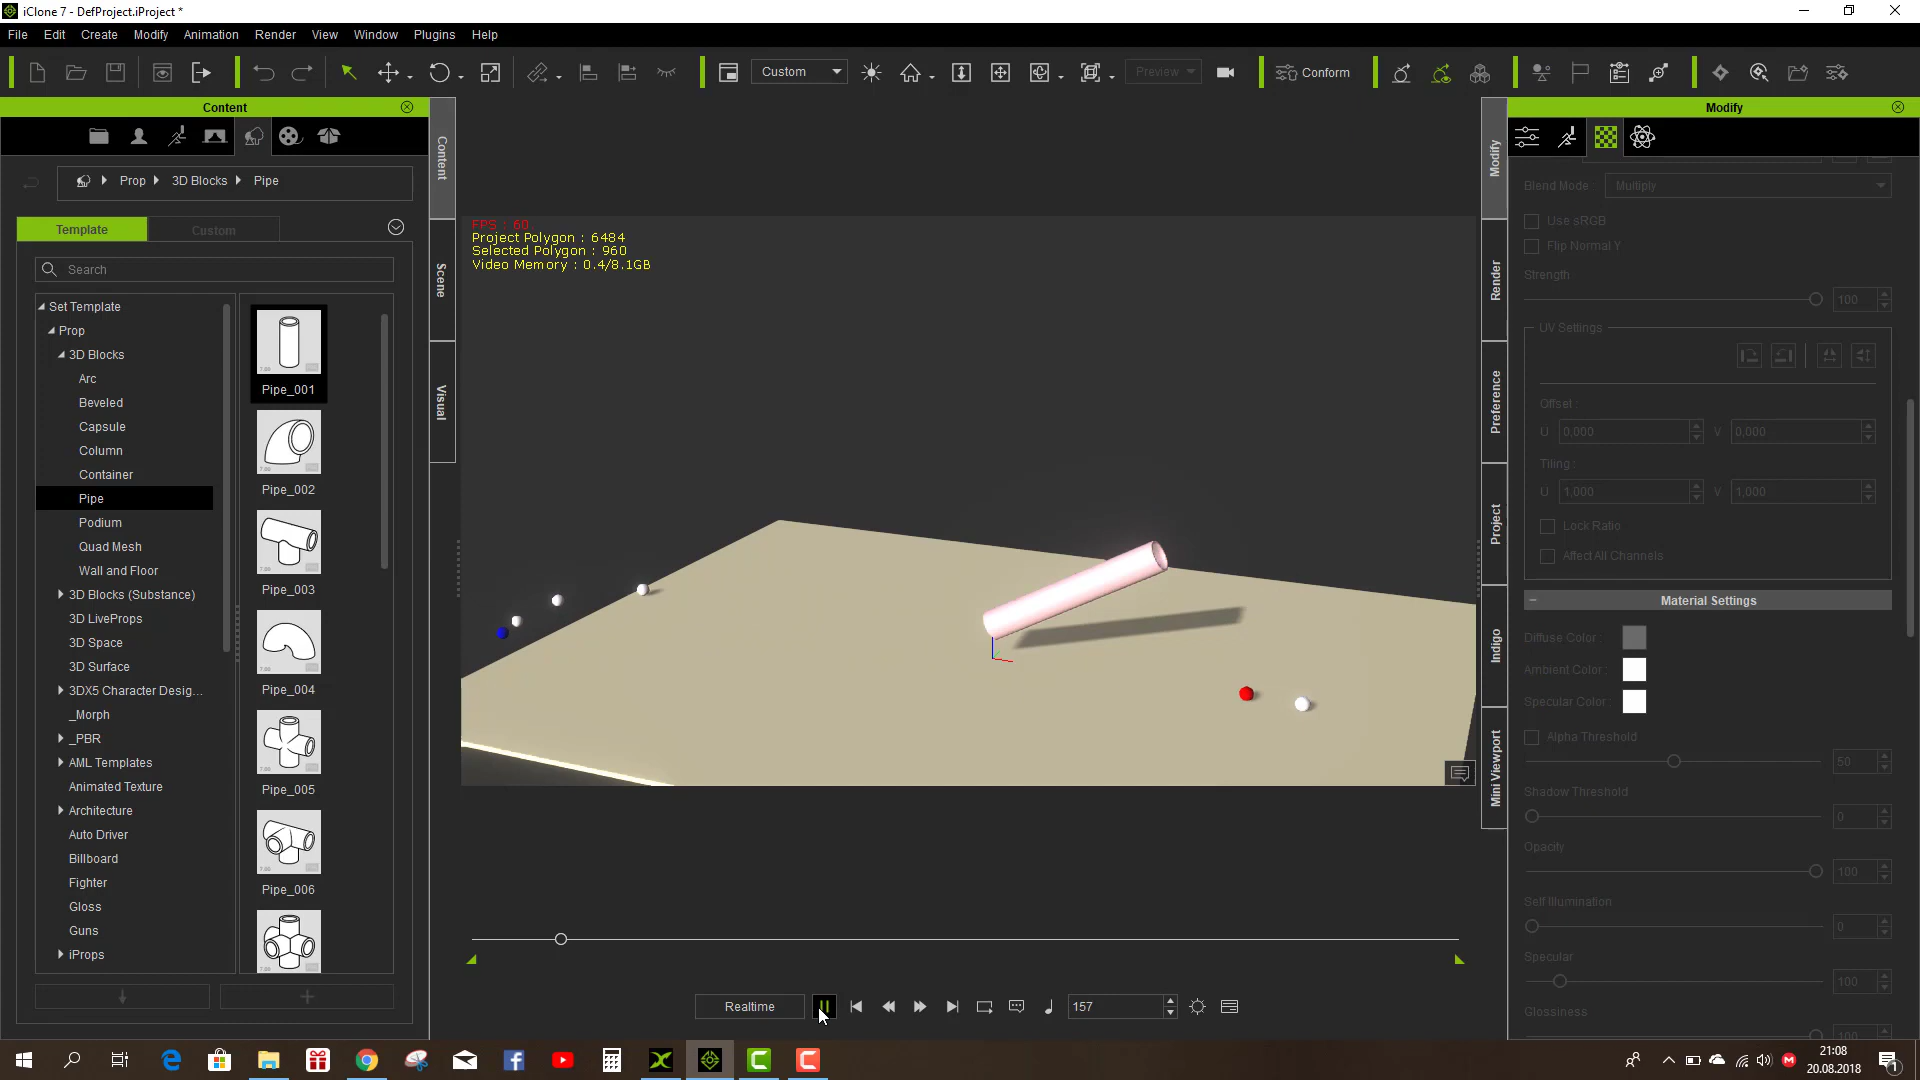 iClone 7 - DefProject.iProject *
File Edit Create Modify Animation Render View Window Plugins Help
Custom
Preview
Conform
Content
Modify
Prop 3D Blocks Pipe
Template
Custom
Search
Set Template
Prop
3D Blocks
Arc
Beveled
Capsule
Column
Container
Pipe
Podium
Quad Mesh
Wall and Floor
3D Blocks (Substance)
3D LiveProps
3D Space
3D Surface
3DX5 Character Desig...
_Morph
_PBR
AML Templates
Animated Texture
Architecture
Auto Driver
Billboard
Fighter
Gloss
Guns
iProps
Pipe_001
Pipe_002
Pipe_003
Pipe_004
Pipe_005
Pipe_006
Content
Scene
Visual
FPS : 60
Project Polygon : 6484
Selected Polygon : 960
Video Memory : 0.4/8.1GB
Realtime
157
Modify
Render
Preference
Project
Indigo
Mini Viewport
Blend Mode : Multiply
Use sRGB
Flip Normal Y
Strength
100
UV Settings
Offset :
U 0,000 V 0,000
Tiling :
U 1,000 V 1,000
Lock Ratio
Affect All Channels
Material Settings
Diffuse Color :
Ambient Color :
Specular Color :
Alpha Threshold
50
Shadow Threshold
0
Opacity
100
Self Illumination
0
Specular
100
Glossiness
100
21:08
20.08.2018